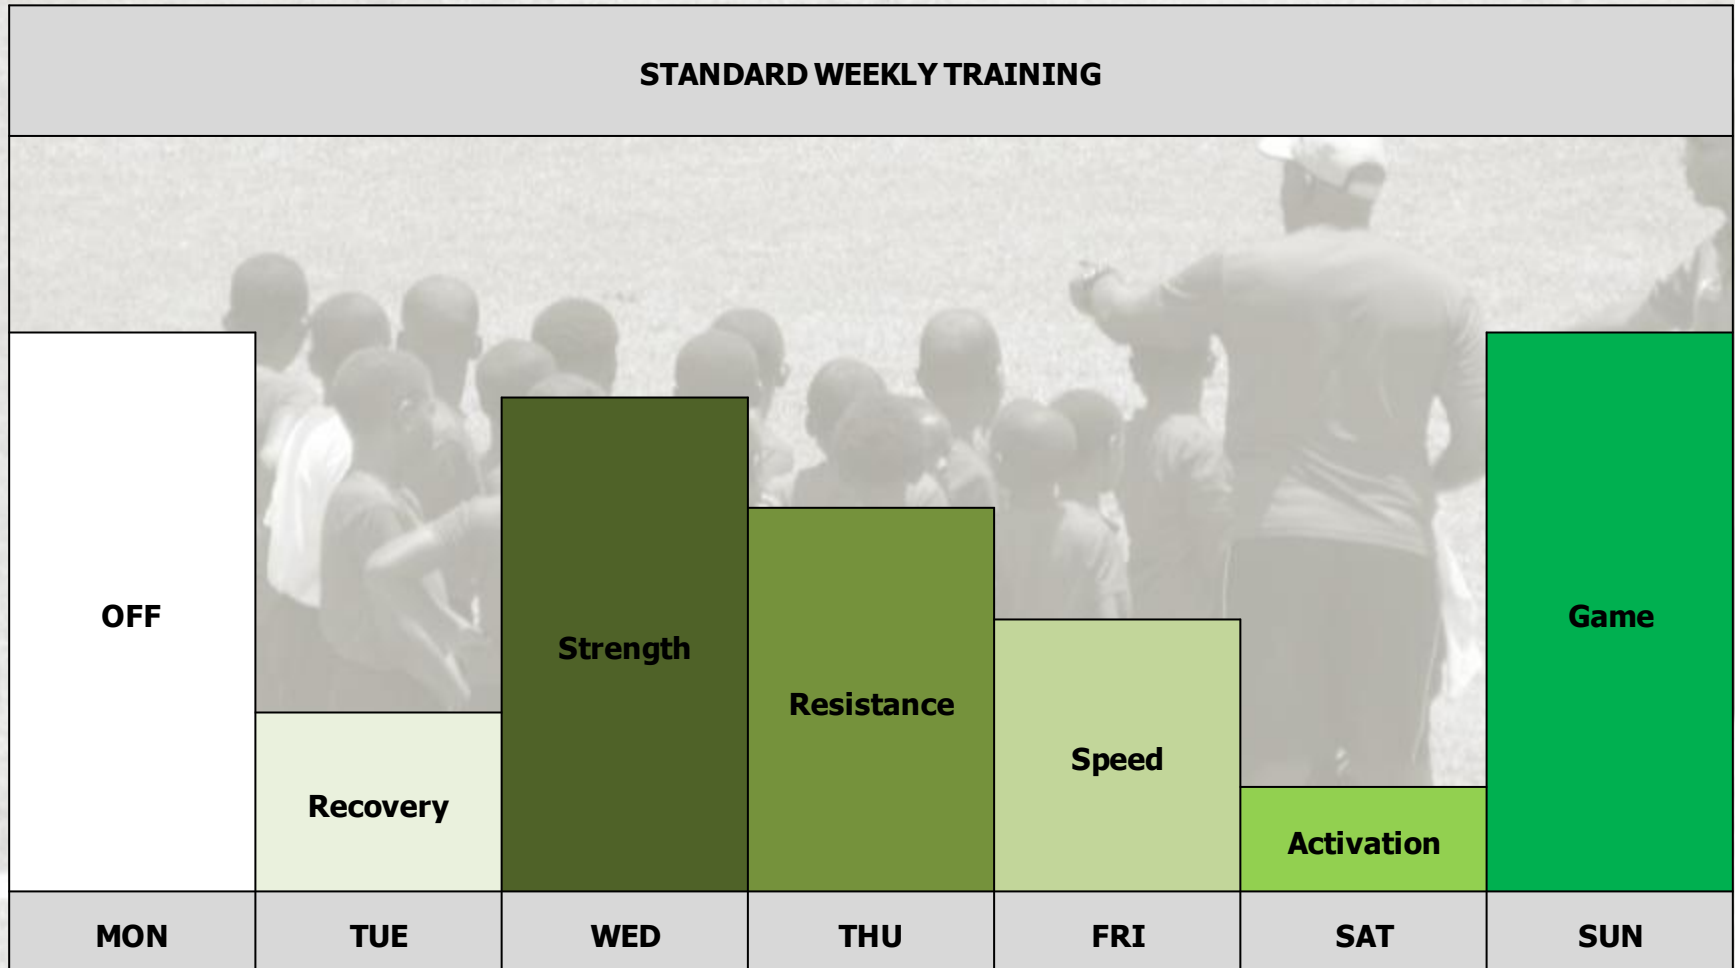 STANDARD WEEKLY TRAINING
OFF
Recovery
Strength
Resistance
Speed
Activation
Game
MON TUE WED THU FRI SAT SUN